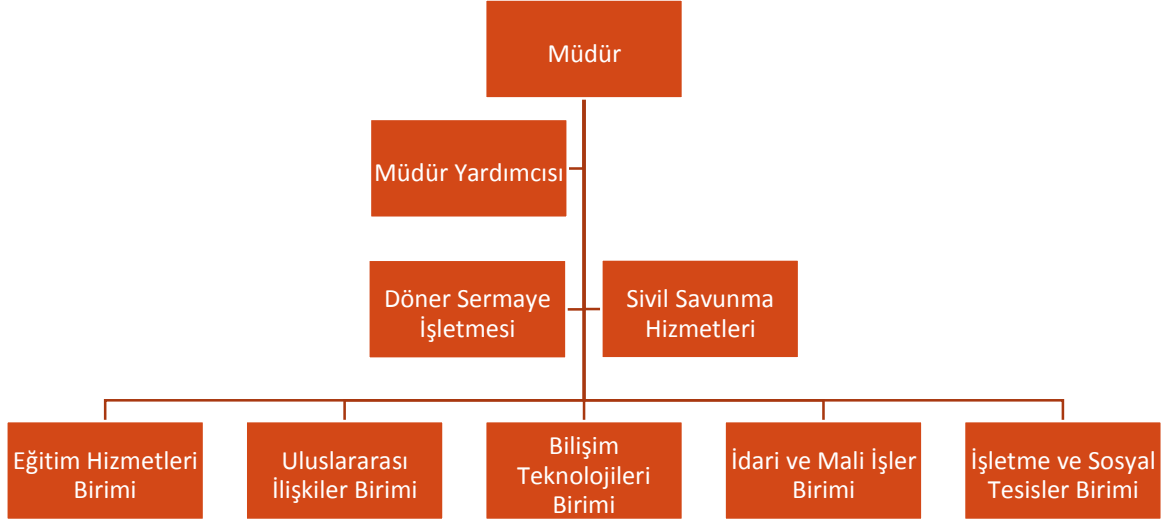 Müdür
Müdür Yardımcısı
Döner Sermaye
İşletmesi
Sivil Savunma
Hizmetleri
Eğitim Hizmetleri
Birimi
Uluslararası
İlişkiler Birimi
Bilişim
Teknolojileri
Birimi
İdari ve Mali İşler
Birimi
İşletme ve Sosyal
Tesisler Birimi